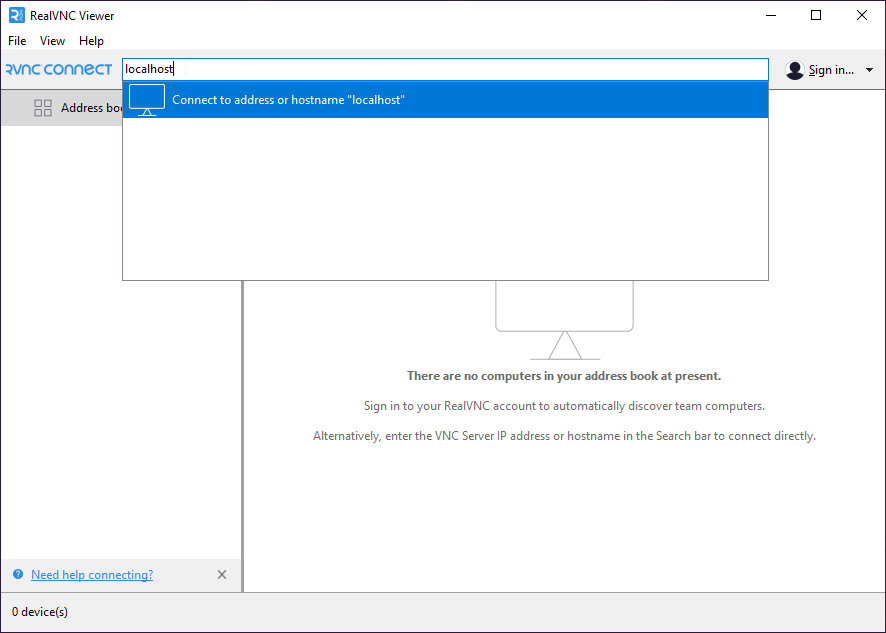 RealVNC Viewer
File View Help
RVNC CONNECT
localhost
Sign in...
Connect to address or hostname "localhost"
Address boo
There are no computers in your address book at present.
Sign in to your RealVNC account to automatically discover team computers.
Alternatively, enter the VNC Server IP address or hostname in the Search bar to connect directly.
? Need help connecting?
0 device(s)